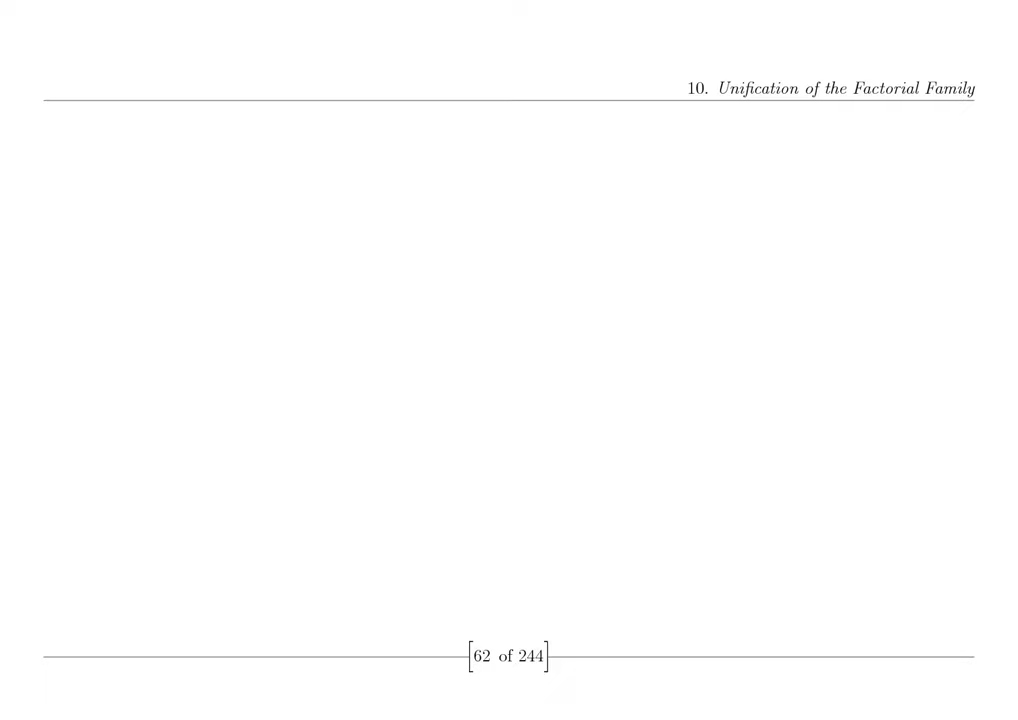 10. Unification of the Factorial Family
[62 of 244]